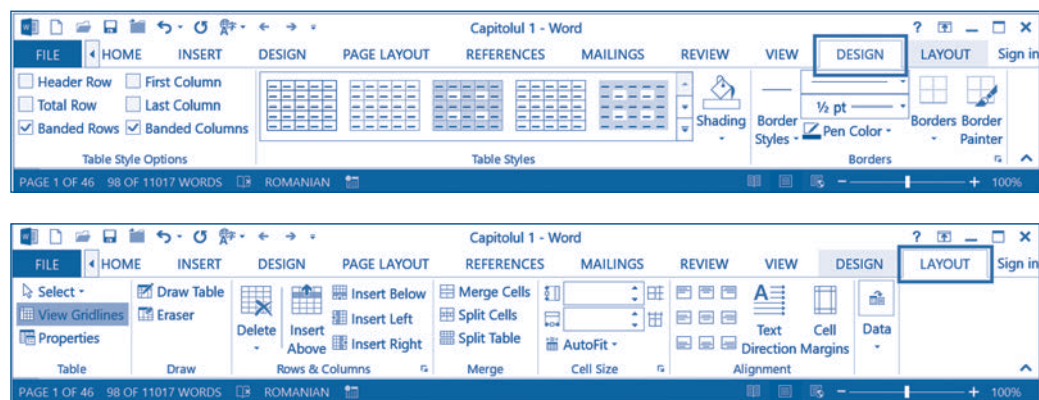 Capitolul 1 - Word ?
FILE HOME INSERT DESIGN PAGE LAYOUT REFERENCES MAILINGS REVIEW VIEW DESIGN LAYOUT Sign in
Header Row First Column
Total Row Last Column
Banded Rows Banded Columns
Shading
Border Styles
½ pt
Pen Color
Borders
Border Painter
Table Style Options Table Styles Borders
PAGE 1 OF 46 98 OF 11017 WORDS ROMANIAN 100%
Capitolul 1 - Word ?
FILE HOME INSERT DESIGN PAGE LAYOUT REFERENCES MAILINGS REVIEW VIEW DESIGN LAYOUT Sign in
Select
View Gridlines
Properties
Draw Table
Eraser
Delete
Insert Above
Insert Below
Insert Left
Insert Right
Merge Cells
Split Cells
Split Table
AutoFit
Text Direction
Cell Margins
Data
Table Draw Rows & Columns Merge Cell Size Alignment
PAGE 1 OF 46 98 OF 11017 WORDS ROMANIAN 100%